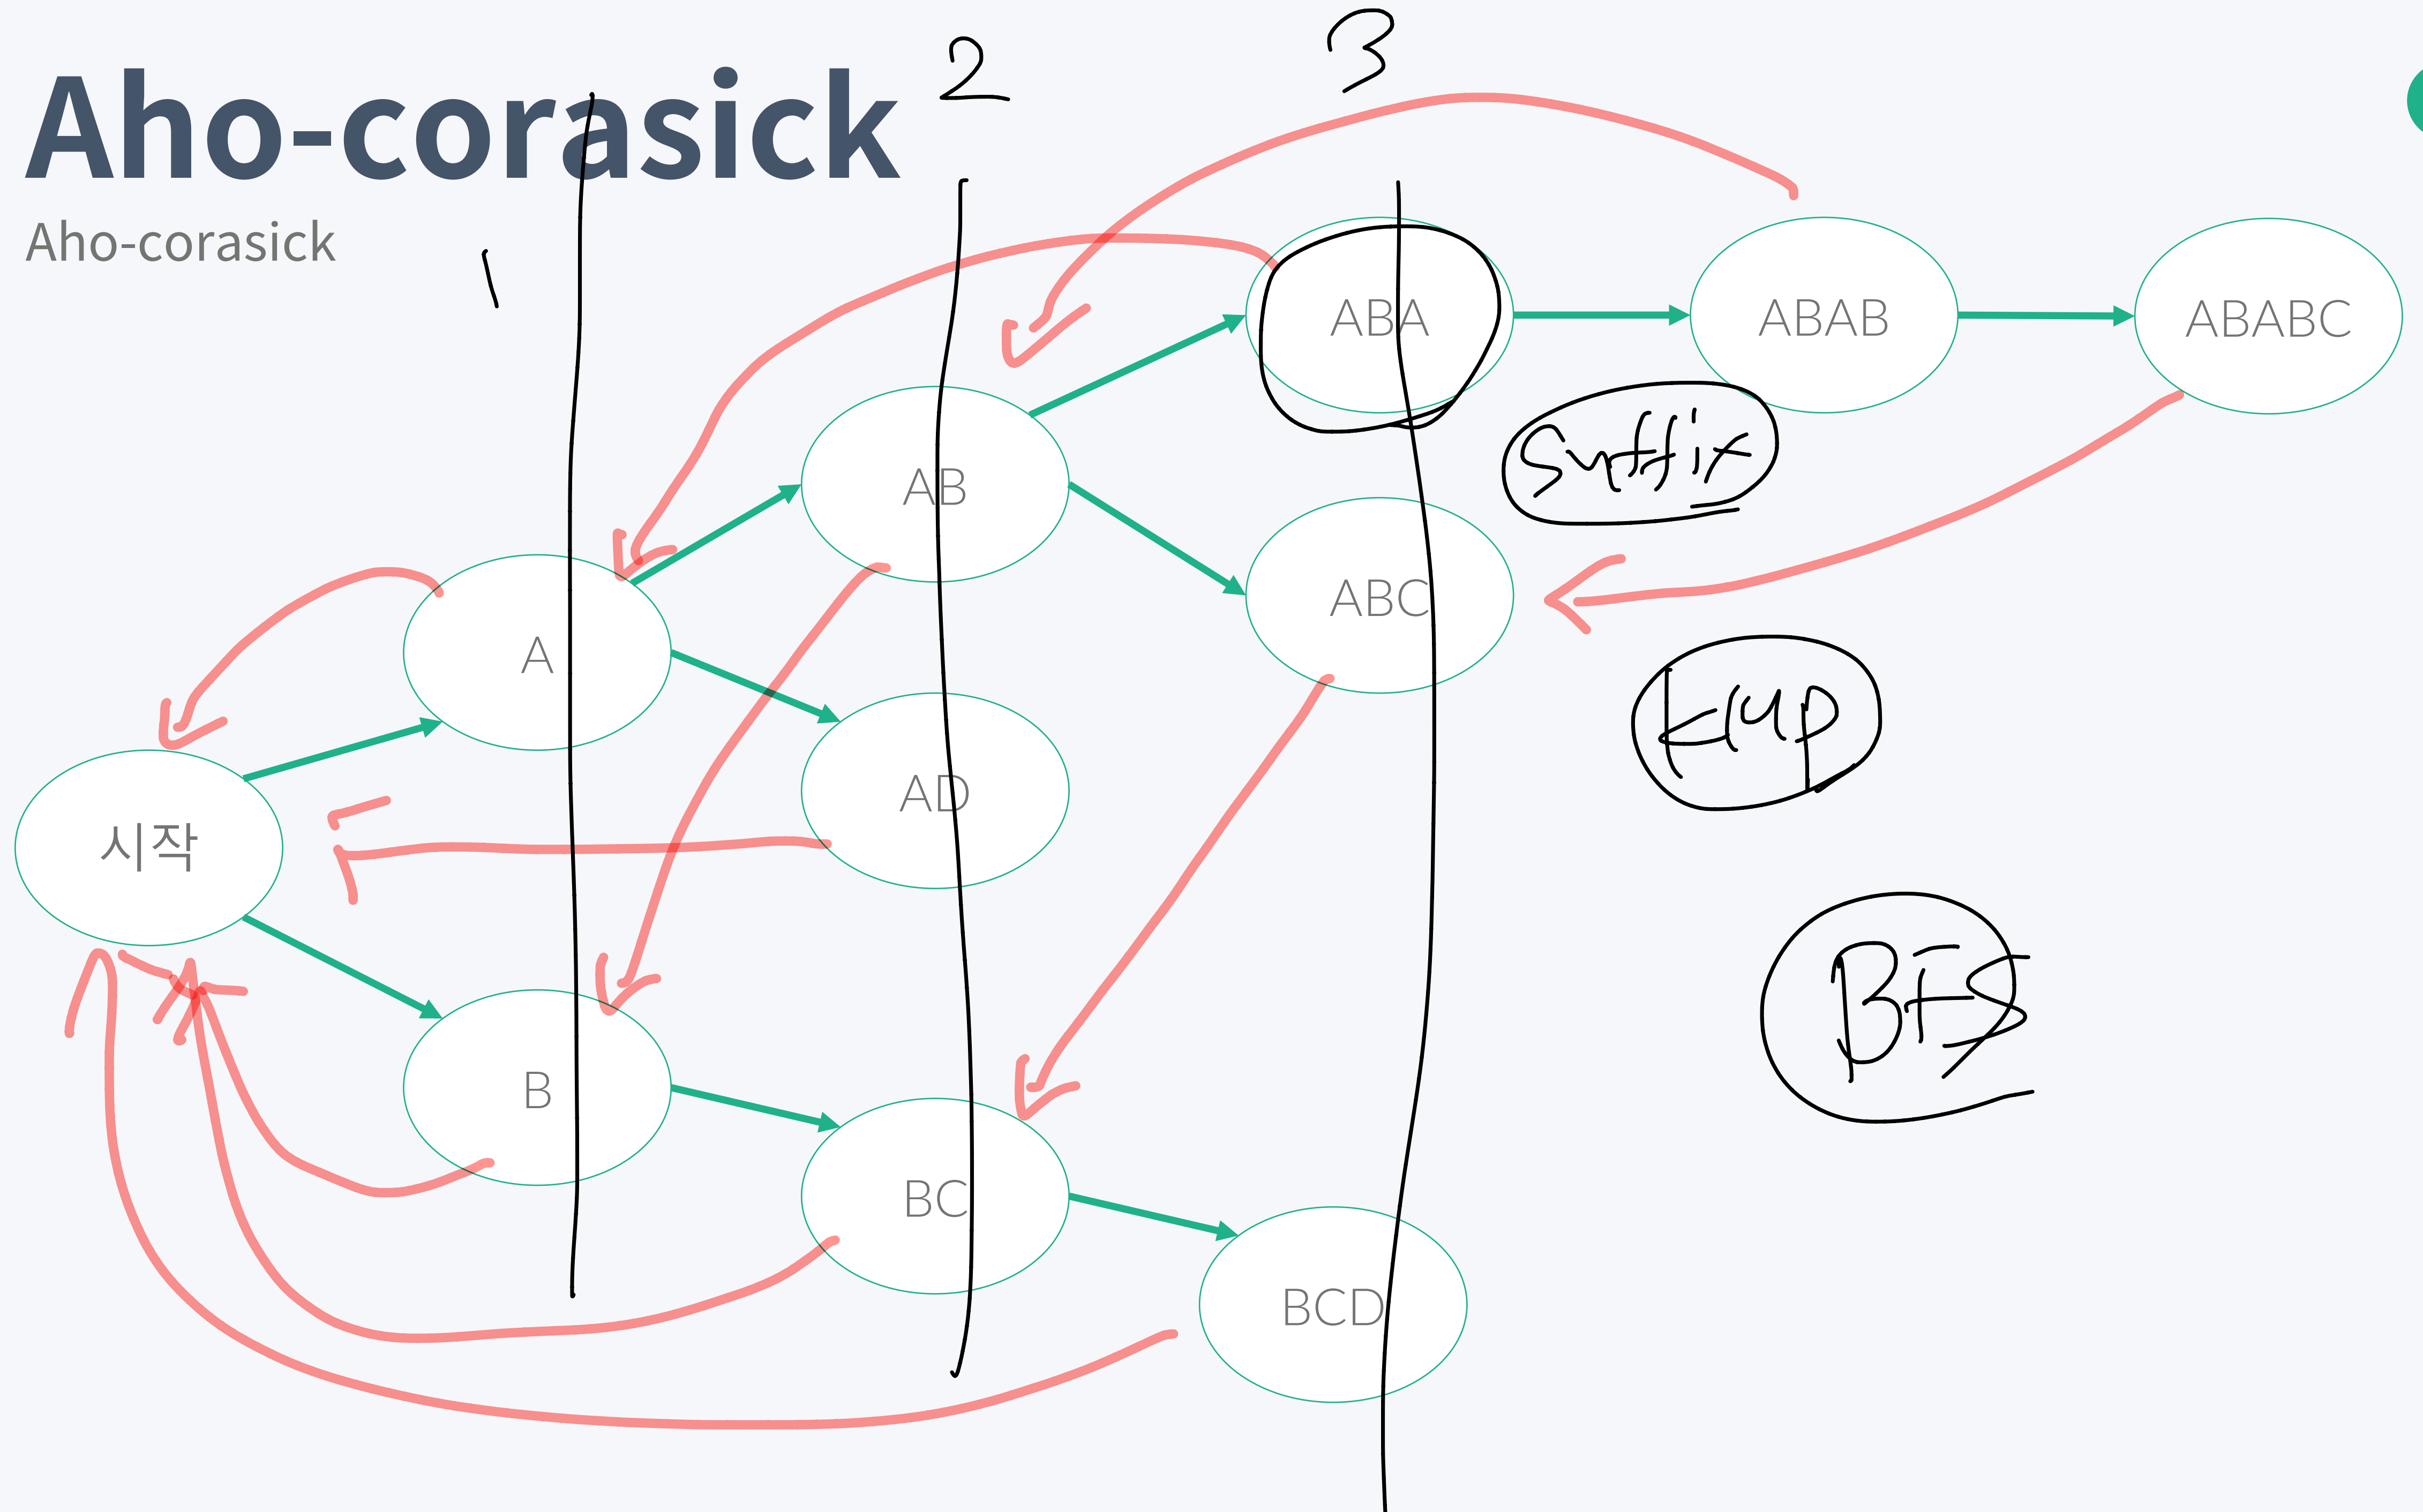 Aho-corasick
Aho-corasick
1
2
3
ABA
ABAB
ABABC
AB
Suffix
ABC
A
kmp
AD
시작
BFS
B
BC
BCD